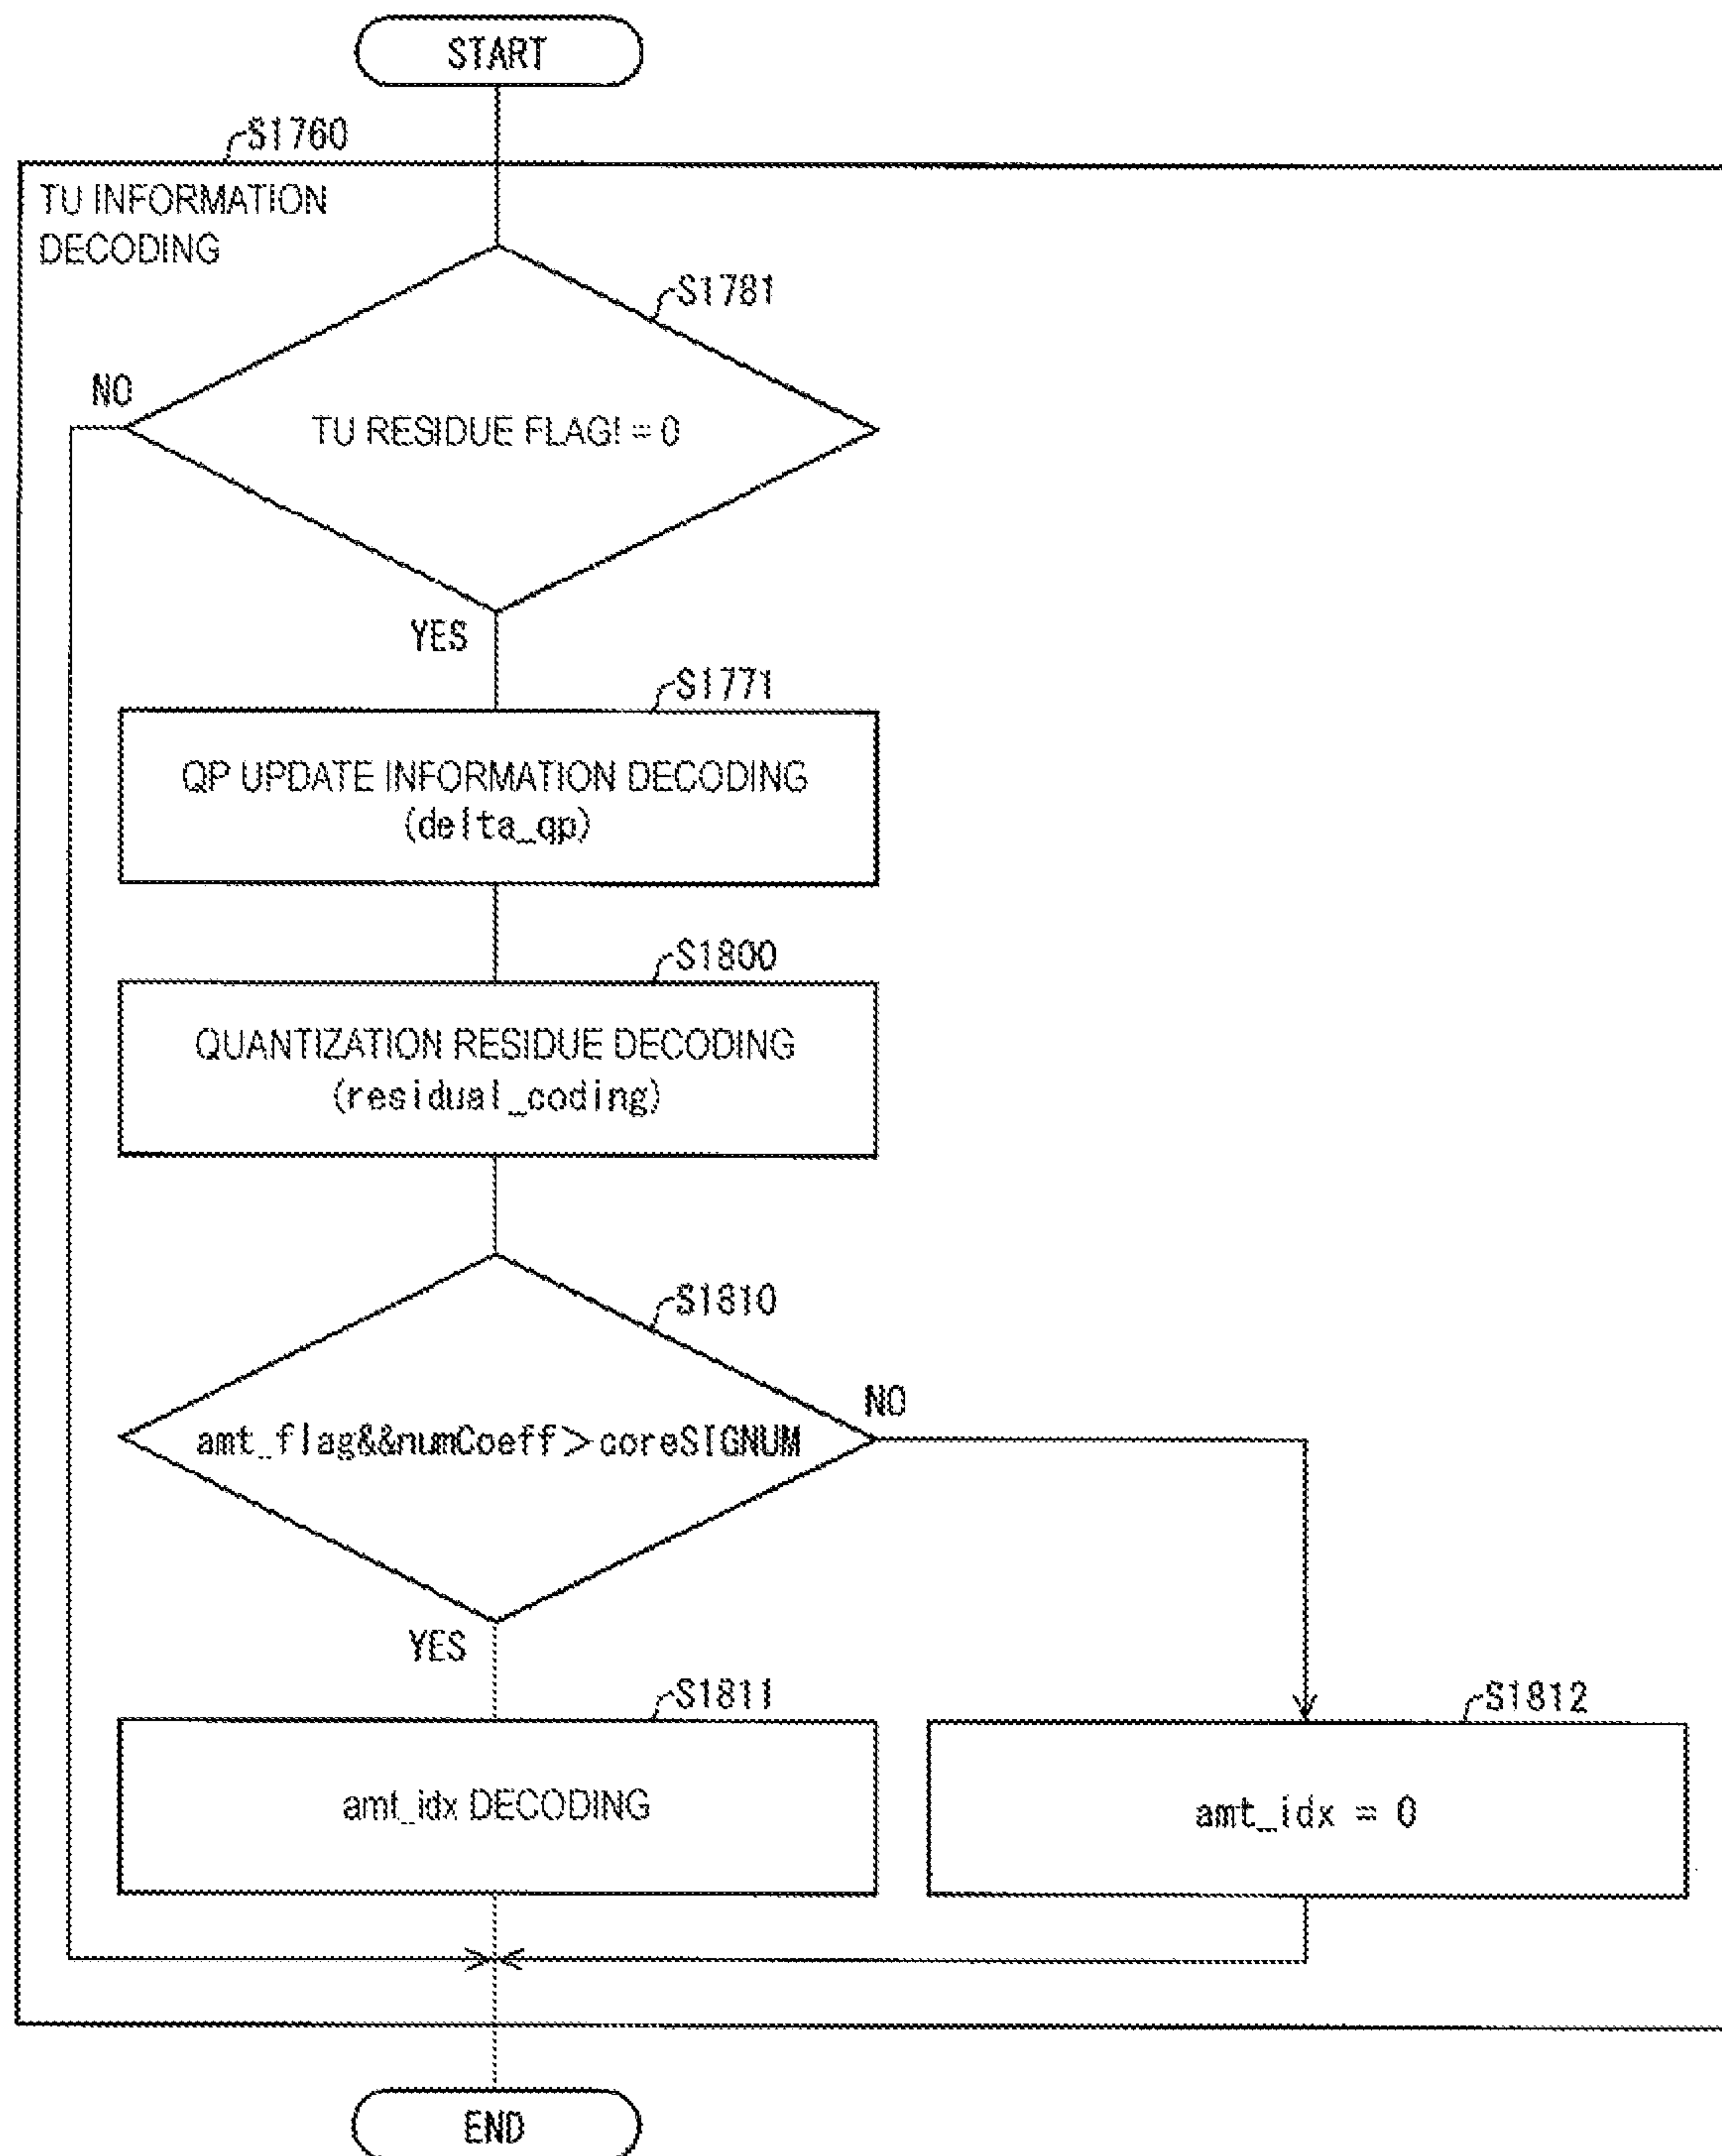 START
S1760
TU INFORMATION
DECODING
S1781
NO
TU RESIDUE FLAG! = 0
YES
S1771
QP UPDATE INFORMATION DECODING
(delta_qp)
S1800
QUANTIZATION RESIDUE DECODING
(residual_coding)
S1810
NO
amt_flag&&numCoeff>coreSIGNUM
YES
S1811
S1812
amt_idx DECODING
amt_idx = 0
END